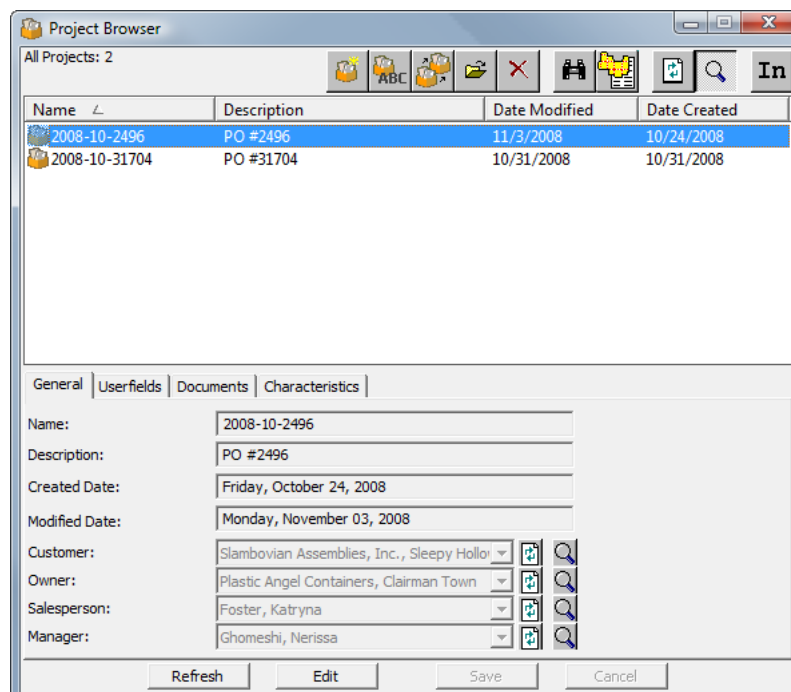 Project Browser
All Projects: 2
ABC
In
Name Description Date Modified Date Created
2008-10-2496 PO #2496 11/3/2008 10/24/2008
2008-10-31704 PO #31704 10/31/2008 10/31/2008
General Userfields Documents Characteristics
Name: 2008-10-2496
Description: PO #2496
Created Date: Friday, October 24, 2008
Modified Date: Monday, November 03, 2008
Customer: Slambovian Assemblies, Inc., Sleepy Hollo
Owner: Plastic Angel Containers, Clairman Town
Salesperson: Foster, Katryna
Manager: Ghomeshi, Nerissa
Refresh Edit Save Cancel